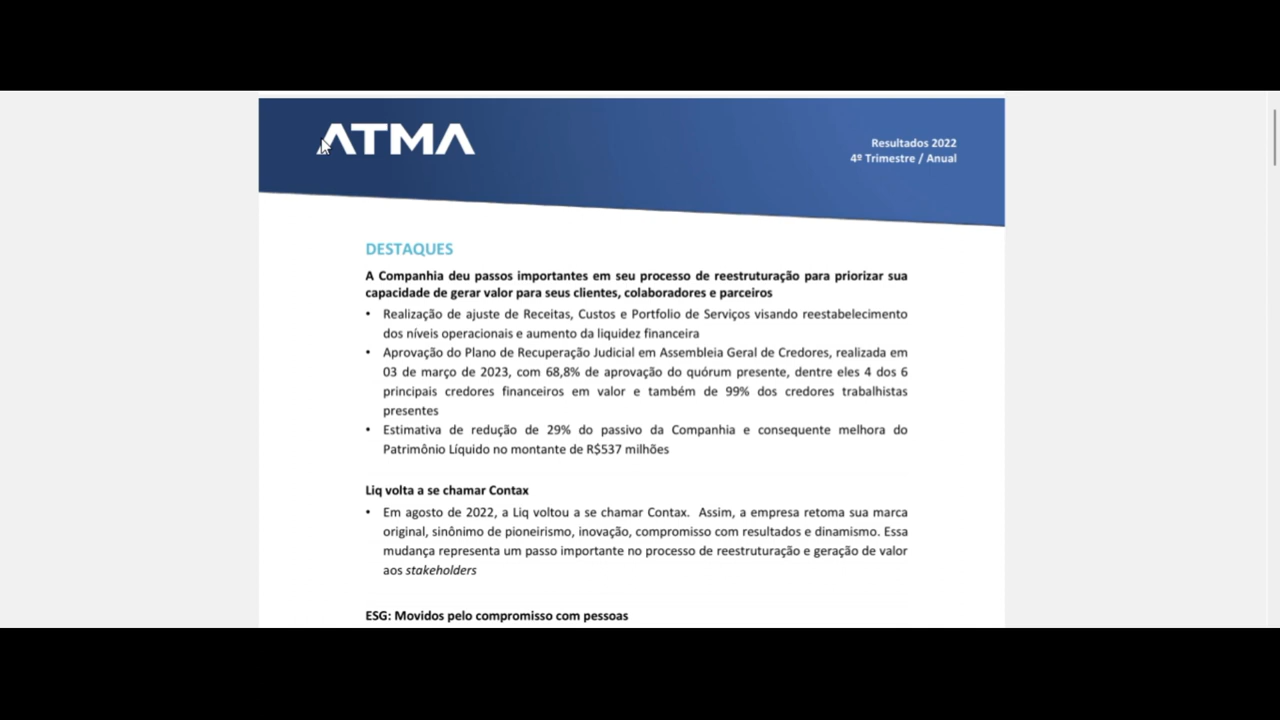 ATMA
Resultados 2022
4º Trimestre / Anual
DESTAQUES
A Companhia deu passos importantes em seu processo de reestruturação para priorizar sua
capacidade de gerar valor para seus clientes, colaboradores e parceiros
• Realização de ajuste de Receitas, Custos e Portfolio de Serviços visando reestabelecimento
dos níveis operacionais e aumento da liquidez financeira
• Aprovação do Plano de Recuperação Judicial em Assembleia Geral de Credores, realizada em
03 de março de 2023, com 68,8% de aprovação do quórum presente, dentre eles 4 dos 6
principais credores financeiros em valor e também de 99% dos credores trabalhistas
presentes
• Estimativa de redução de 29% do passivo da Companhia e consequente melhora do
Patrimônio Líquido no montante de R$537 milhões
Liq volta a se chamar Contax
• Em agosto de 2022, a Liq voltou a se chamar Contax. Assim, a empresa retoma sua marca
original, sinônimo de pioneirismo, inovação, compromisso com resultados e dinamismo. Essa
mudança representa um passo importante no processo de reestruturação e geração de valor
aos stakeholders
ESG: Movidos pelo compromisso com pessoas